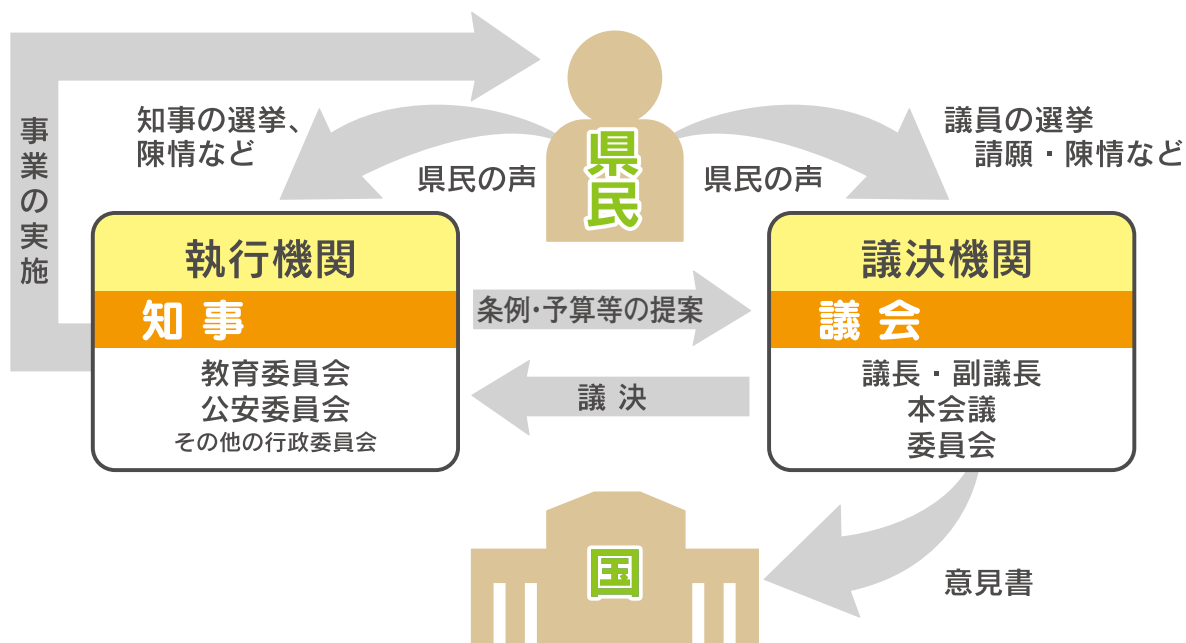 事業の実施
知事の選挙、
陳情など
県民の声
県民
県民の声
議員の選挙
請願・陳情など
執行機関
知事
教育委員会
公安委員会
その他の行政委員会
条例・予算等の提案
議決
議決機関
議会
議長・副議長
本会議
委員会
国
意見書